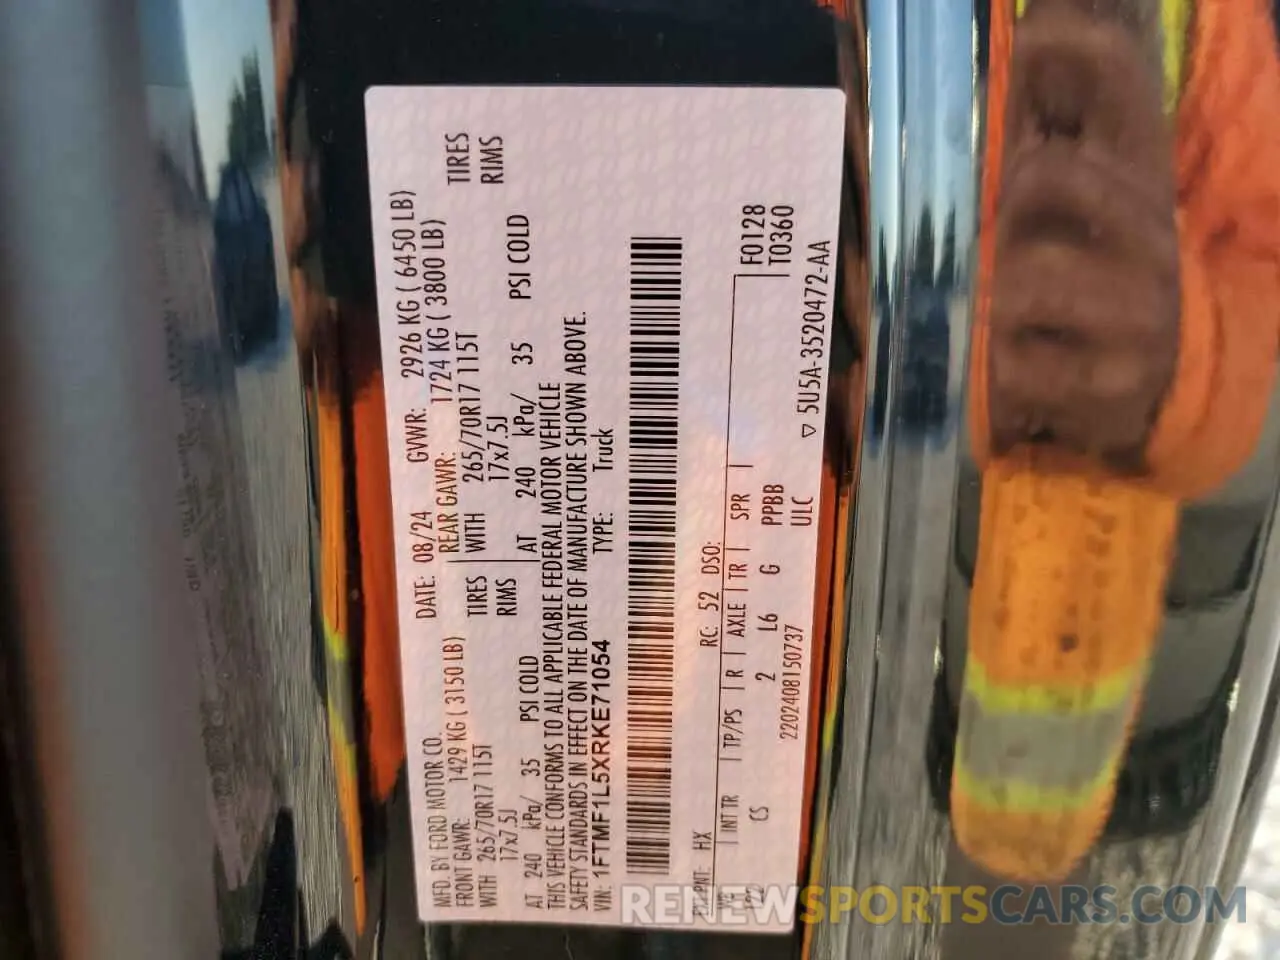 MFD. BY FORD MOTOR CO.
DATE: 08/24 GVWR: 2926 KG ( 6450 LB)
FRONT GAWR: 1429 KG ( 3150 LB) REAR GAWR: 1724 KG ( 3800 LB)
WITH 265/70R17 115T TIRES WITH 265/70R17 115T TIRES
17x7.5J RIMS 17x7.5J RIMS
AT 240 kPa/ 35 PSI COLD AT 240 kPa/ 35 PSI COLD
THIS VEHICLE CONFORMS TO ALL APPLICABLE FEDERAL MOTOR VEHICLE
SAFETY STANDARDS IN EFFECT ON THE DATE OF MANUFACTURE SHOWN ABOVE.
VIN: 1FTMF1L5XRKE71054 TYPE: Truck
HX RC: 52 DSO: F0128
T0360
INT TR TP/PS R AXLE TR SPR
CS 2 L6 G PPBB
2202408150737 ULC
▽ 5U5A-3520472-AA
RENEWSPORTSCARS.COM